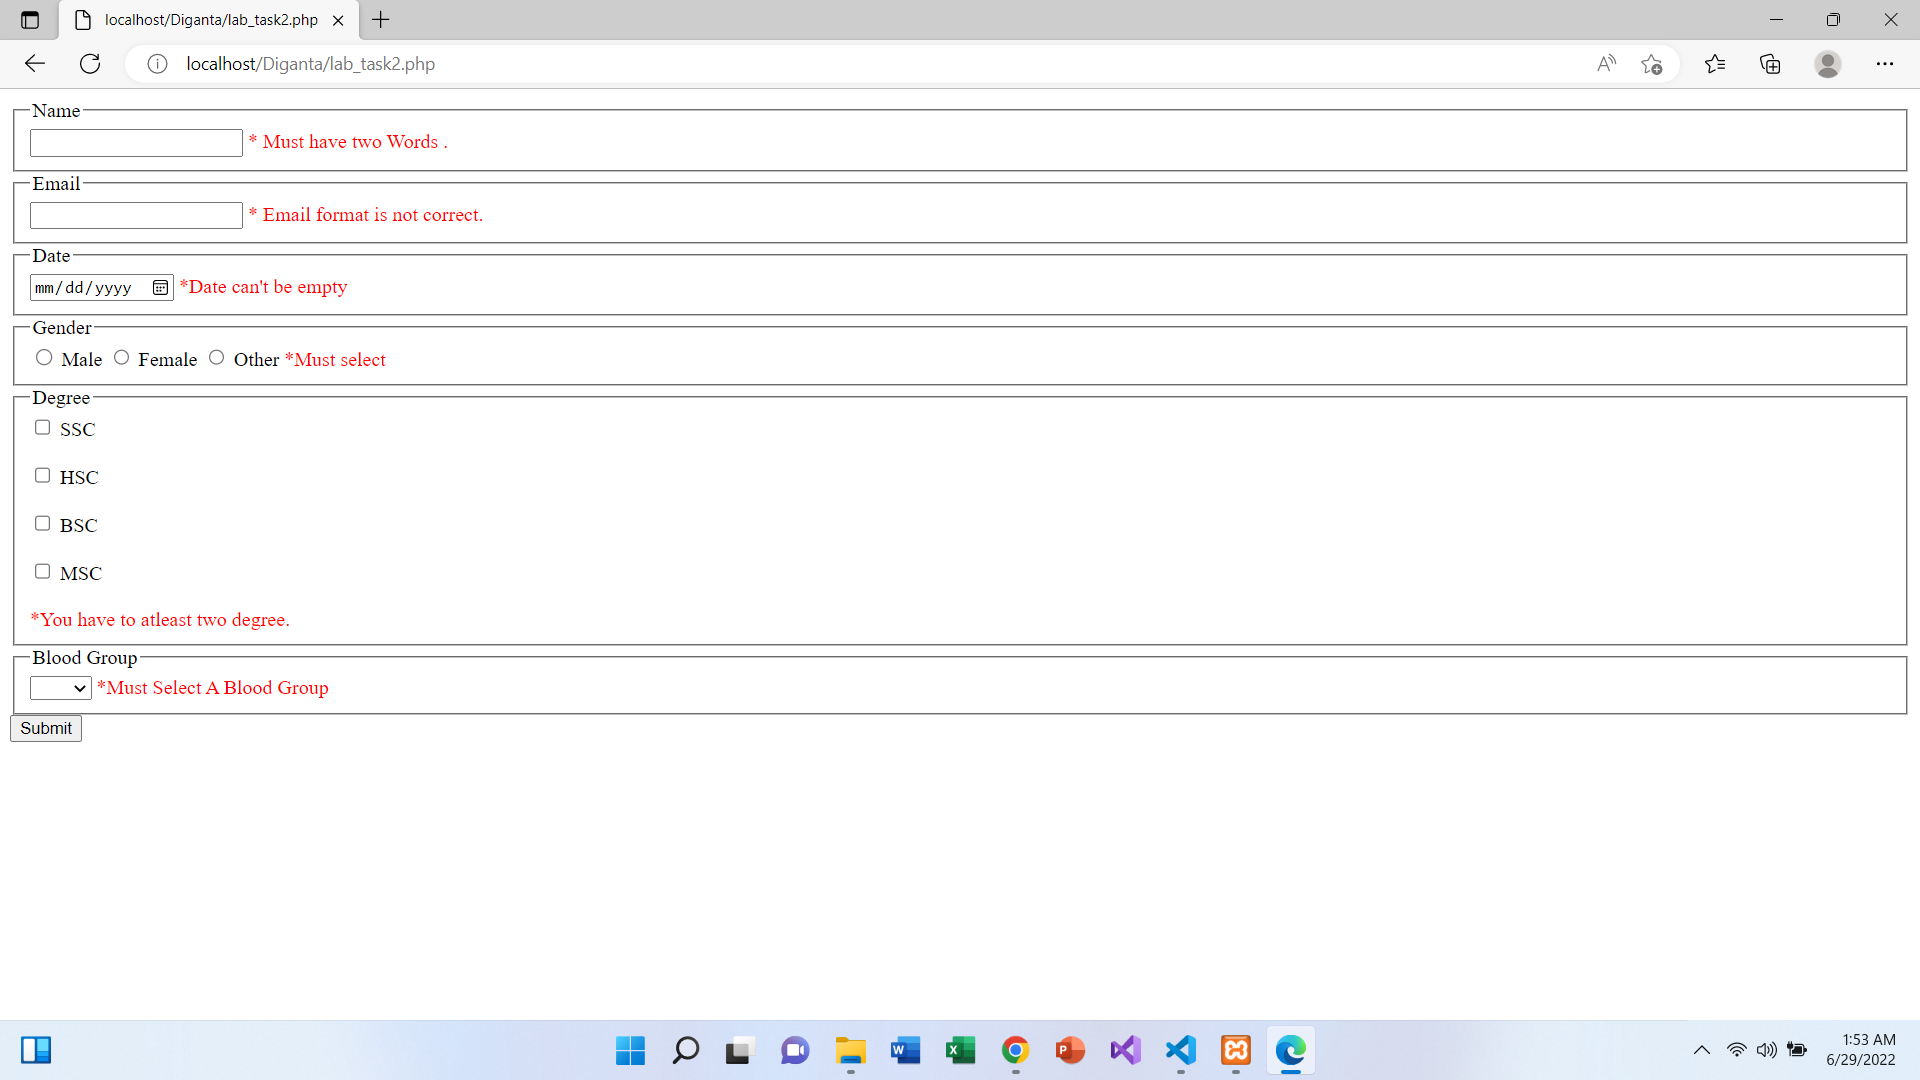 localhost/Diganta/lab_task2.php
localhost/Diganta/lab_task2.php
Name
* Must have two Words .
Email
* Email format is not correct.
Date
mm/dd/yyyy *Date can't be empty
Gender
Male Female Other *Must select
Degree
SSC
HSC
BSC
MSC
*You have to atleast two degree.
Blood Group
*Must Select A Blood Group
Submit
1:53 AM
6/29/2022